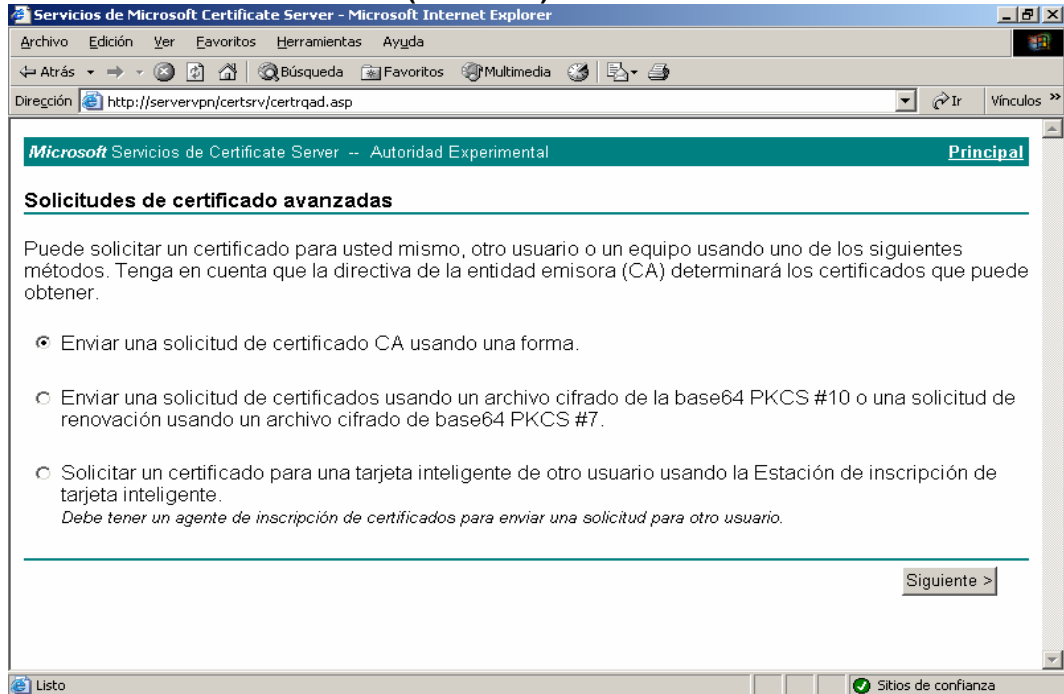 Servicios de Microsoft Certificate Server - Microsoft Internet Explorer
Archivo Edición Ver Favoritos Herramientas Ayuda
Atrás Búsqueda Favoritos Multimedia
Dirección http://servervpn/certsrv/certrqad.asp Ir Vínculos »
Microsoft Servicios de Certificate Server -- Autoridad Experimental Principal
Solicitudes de certificado avanzadas
Puede solicitar un certificado para usted mismo, otro usuario o un equipo usando uno de los siguientes
métodos. Tenga en cuenta que la directiva de la entidad emisora (CA) determinará los certificados que puede
obtener.
Enviar una solicitud de certificado CA usando una forma.
Enviar una solicitud de certificados usando un archivo cifrado de la base64 PKCS #10 o una solicitud de
renovación usando un archivo cifrado de base64 PKCS #7.
Solicitar un certificado para una tarjeta inteligente de otro usuario usando la Estación de inscripción de
tarjeta inteligente.
Debe tener un agente de inscripción de certificados para enviar una solicitud para otro usuario.
Siguiente >
Listo Sitios de confianza